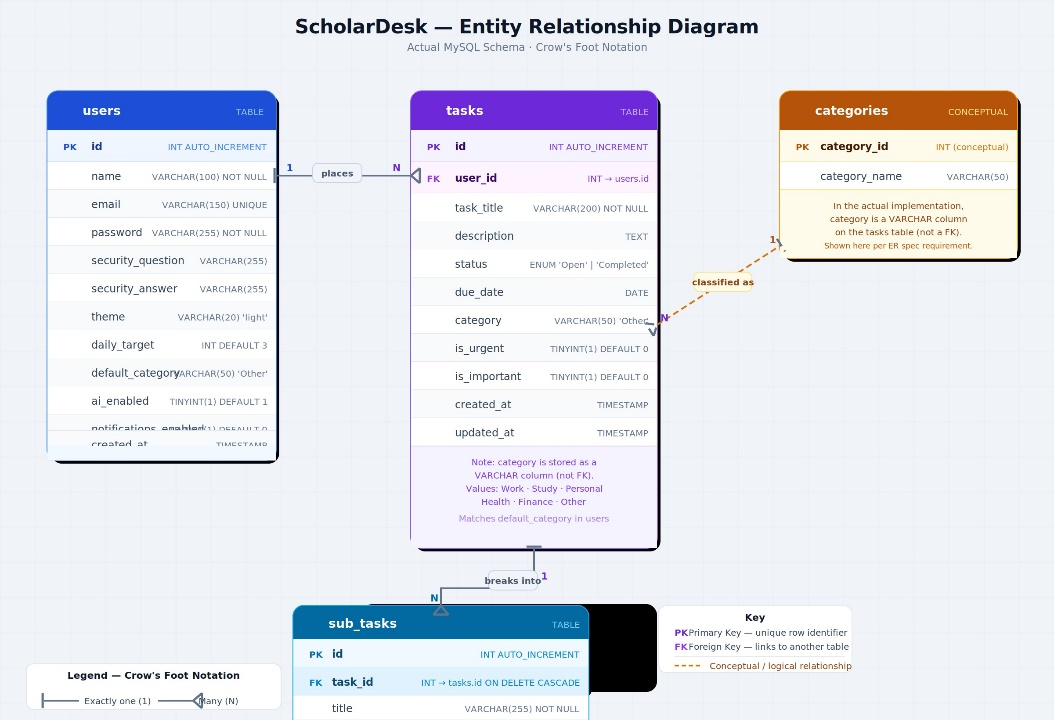 ScholarDesk — Entity Relationship Diagram
Actual MySQL Schema · Crow's Foot Notation
users TABLE
PK id INT AUTO_INCREMENT
name VARCHAR(100) NOT NULL
email VARCHAR(150) UNIQUE
password VARCHAR(255) NOT NULL
security_question VARCHAR(255)
security_answer VARCHAR(255)
theme VARCHAR(20) 'light'
daily_target INT DEFAULT 3
default_category VARCHAR(50) 'Other'
ai_enabled TINYINT(1) DEFAULT 1
notifications_enabled DEFAULT 0
created_at TIMESTAMP
1 places N
tasks TABLE
PK id INT AUTO_INCREMENT
FK user_id INT → users.id
task_title VARCHAR(200) NOT NULL
description TEXT
status ENUM 'Open' | 'Completed'
due_date DATE
category VARCHAR(50) 'Other'
is_urgent TINYINT(1) DEFAULT 0
is_important TINYINT(1) DEFAULT 0
created_at TIMESTAMP
updated_at TIMESTAMP
Note: category is stored as a
VARCHAR column (not FK).
Values: Work · Study · Personal
Health · Finance · Other
Matches default_category in users
categories CONCEPTUAL
PK category_id INT (conceptual)
category_name VARCHAR(50)
In the actual implementation,
category is a VARCHAR column
on the tasks table (not a FK).
Shown here per ER spec requirement.
1
classified as
N
breaks into 1
N
sub_tasks TABLE
PK id INT AUTO_INCREMENT
FK task_id INT → tasks.id ON DELETE CASCADE
title VARCHAR(255) NOT NULL
Key
PK Primary Key — unique row identifier
FK Foreign Key — links to another table
Conceptual / logical relationship
Legend — Crow's Foot Notation
Exactly one (1) Many (N)